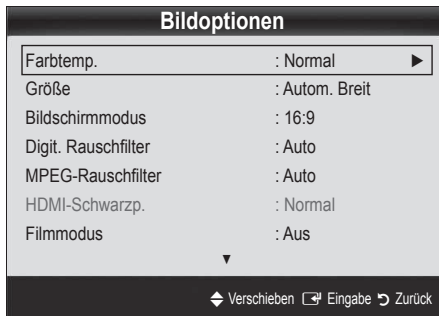 Bildoptionen
Farbtemp. : Normal ►
Größe : Autom. Breit
Bildschirmmodus : 16:9
Digit. Rauschfilter : Auto
MPEG-Rauschfilter : Auto
HDMI-Schwarzp. : Normal
Filmmodus : Aus
▼
Verschieben Eingabe Zurück